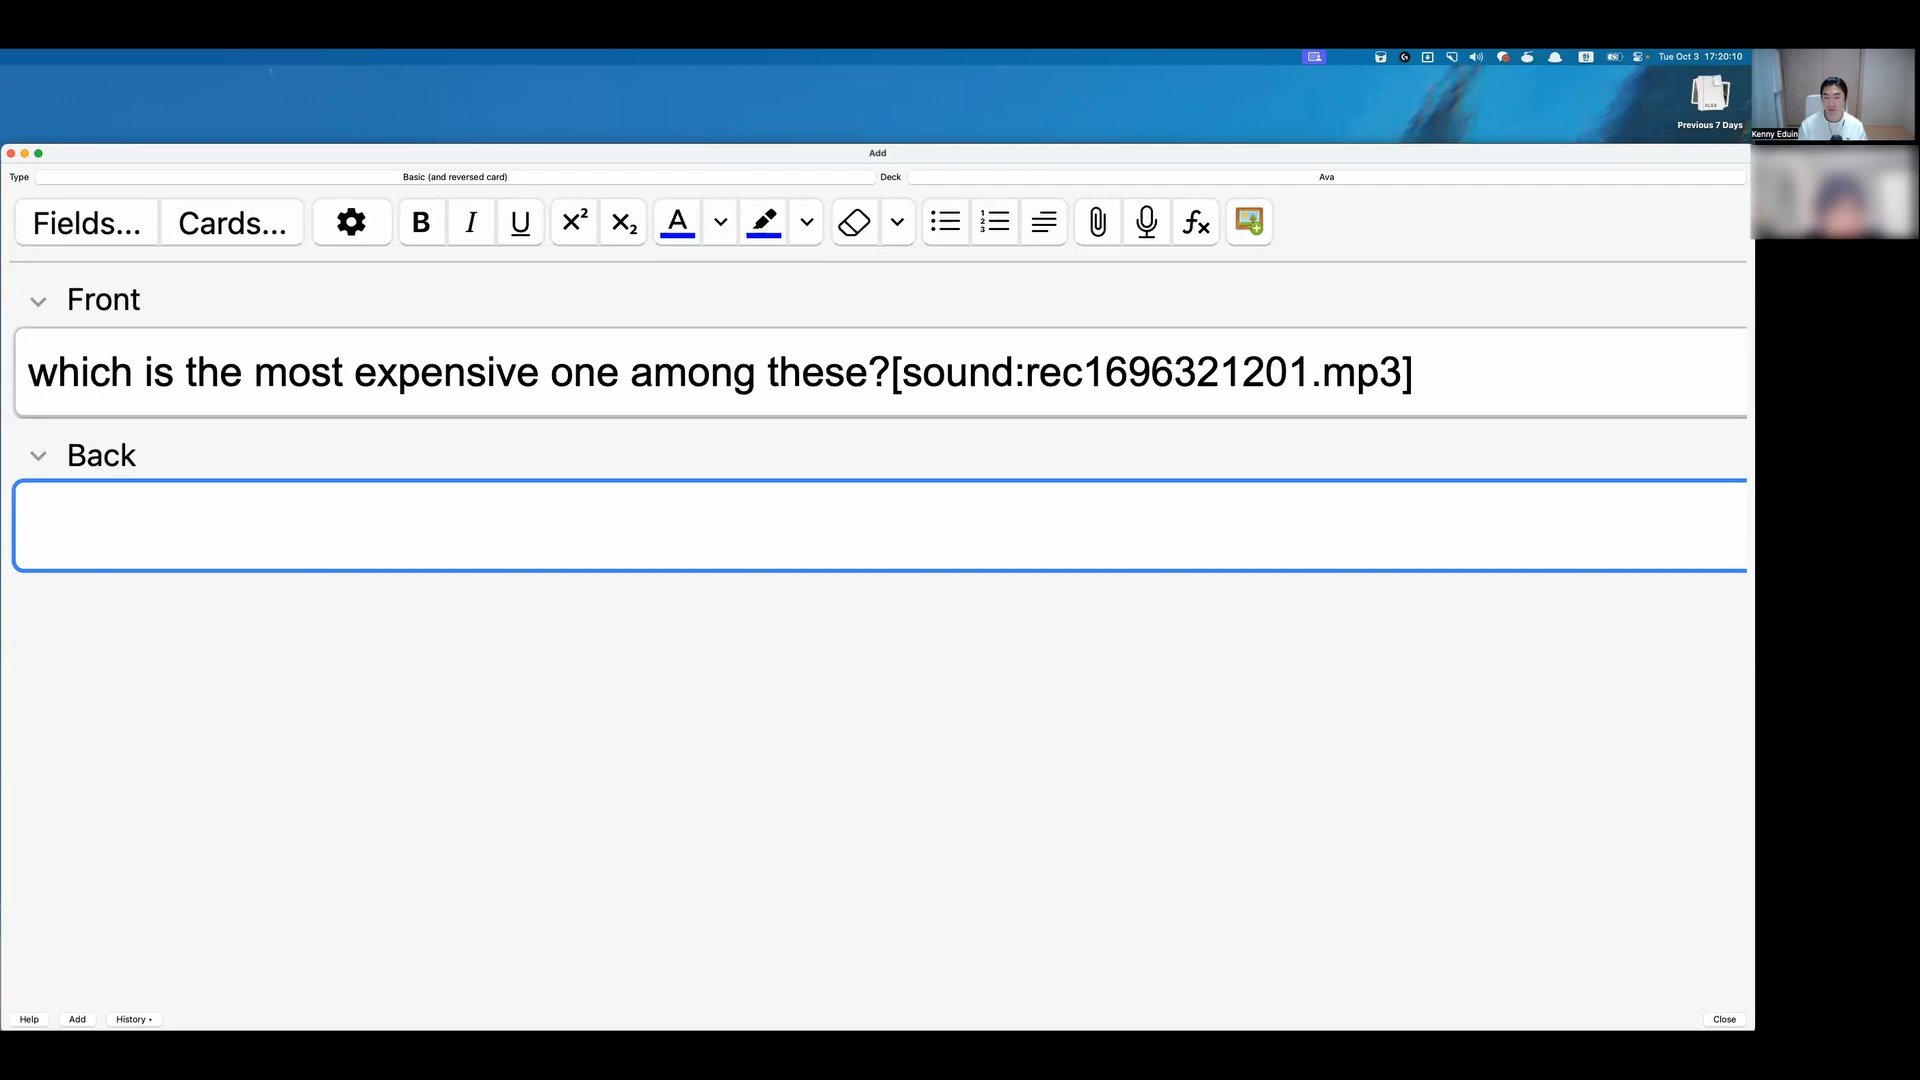 Tue Oct 3 17:20:10
Previous 7 Days
Kenny Eduin
Add
Type
Basic (and reversed card)
Deck
Ava
Fields...
Cards...
Front
which is the most expensive one among these?[sound:rec1696321201.mp3]
Back
Help
Add
History
Close